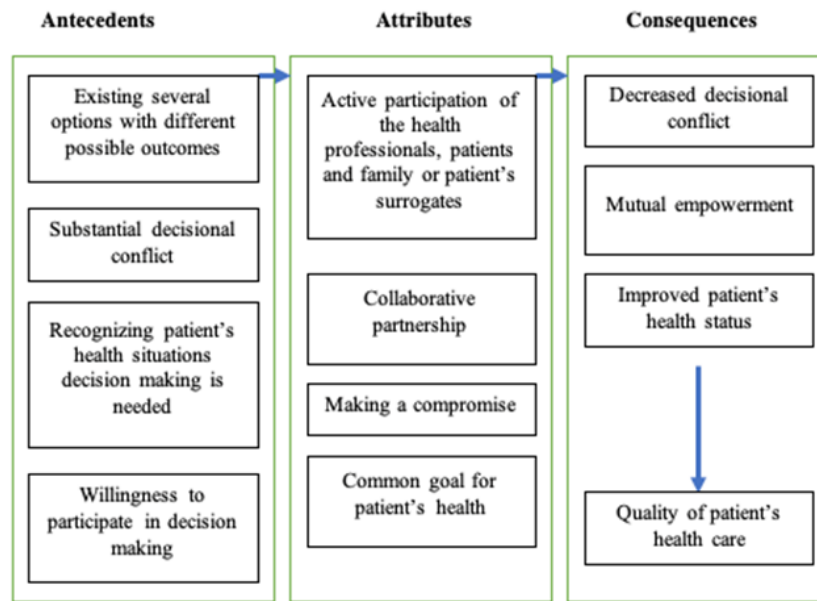 Antecedents
Existing several
options with different
possible outcomes
Substantial decisional
conflict
Recognizing patient's
health situations
decision making is
needed
Willingness to
participate in decision
making
Attributes
Active participation of
the health
professionals, patients
and family or patient's
surrogates
Collaborative
partnership
Making a compromise
Common goal for
patient's health
Consequences
Decreased decisional
conflict
Mutual empowerment
Improved patient's
health status
Quality of patient's
health care